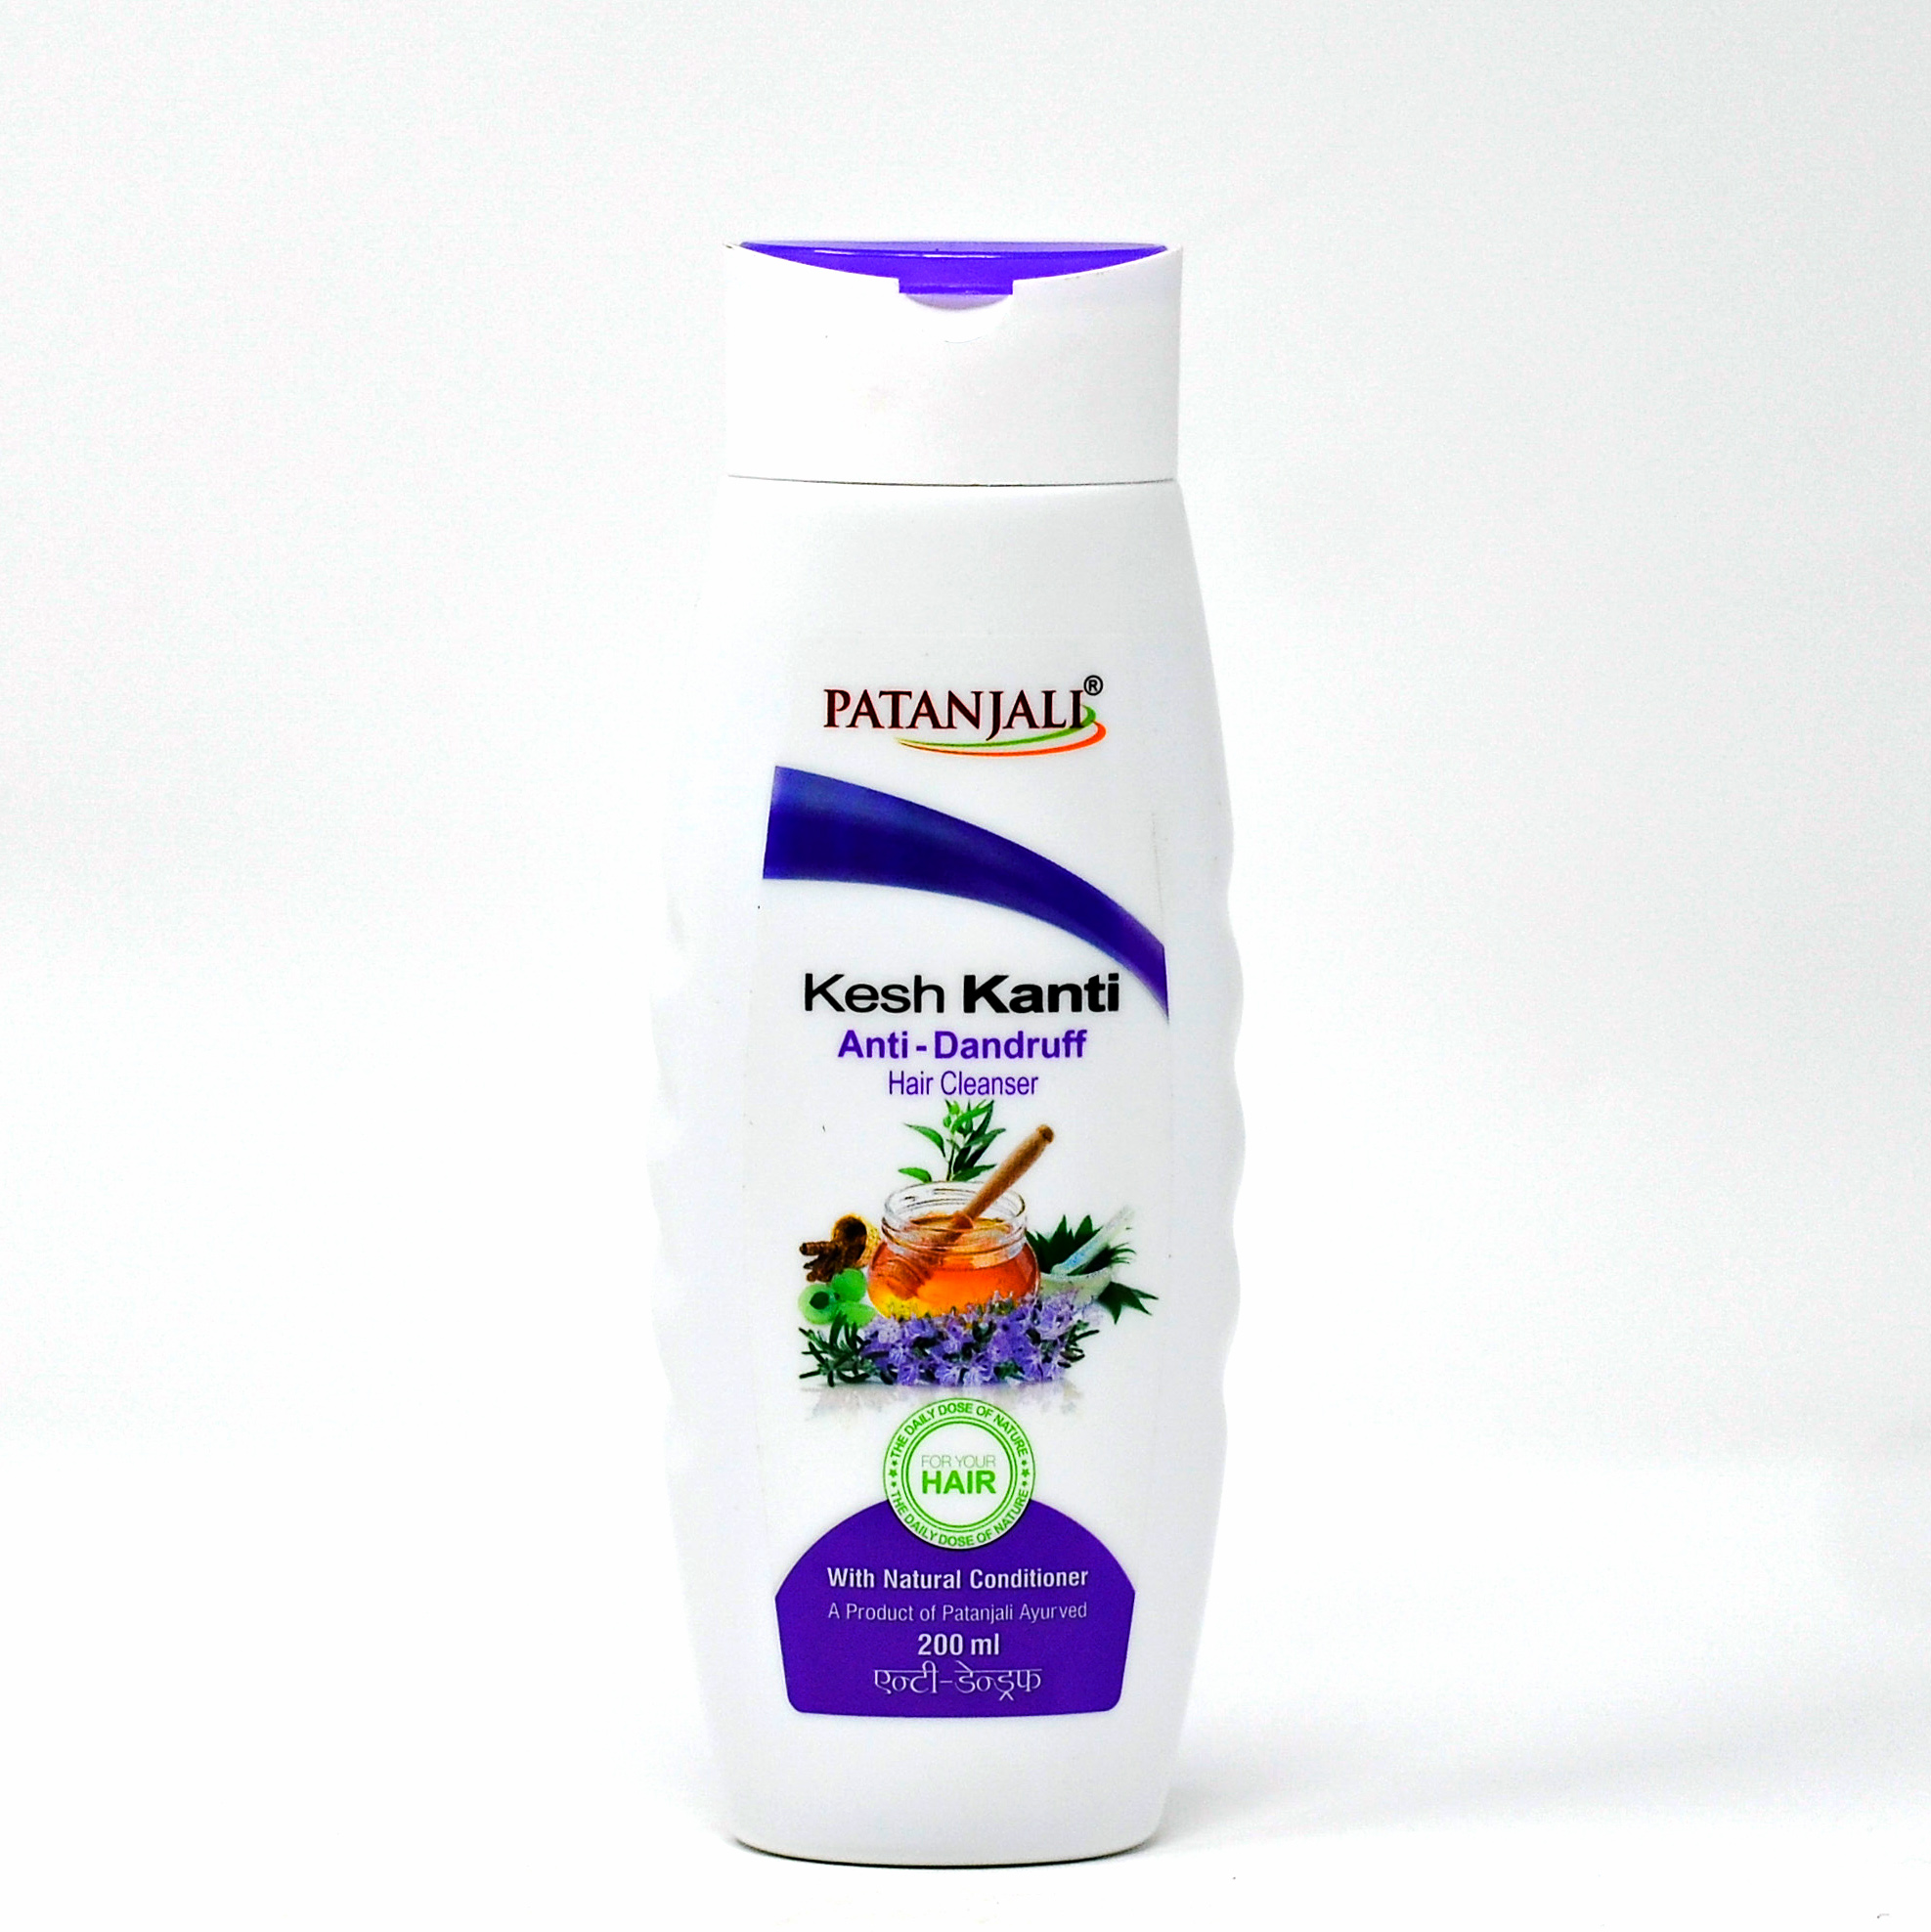 PATANJALI®
Kesh Kanti
Anti-Dandruff
Hair Cleanser
THE DAILY DOSE OF NATURE
FOR YOUR
HAIR
THE DAILY DOSE OF NATURE
With Natural Conditioner
A Product of Patanjali Ayurved
200 ml
एन्टी-डेन्ड्रफ